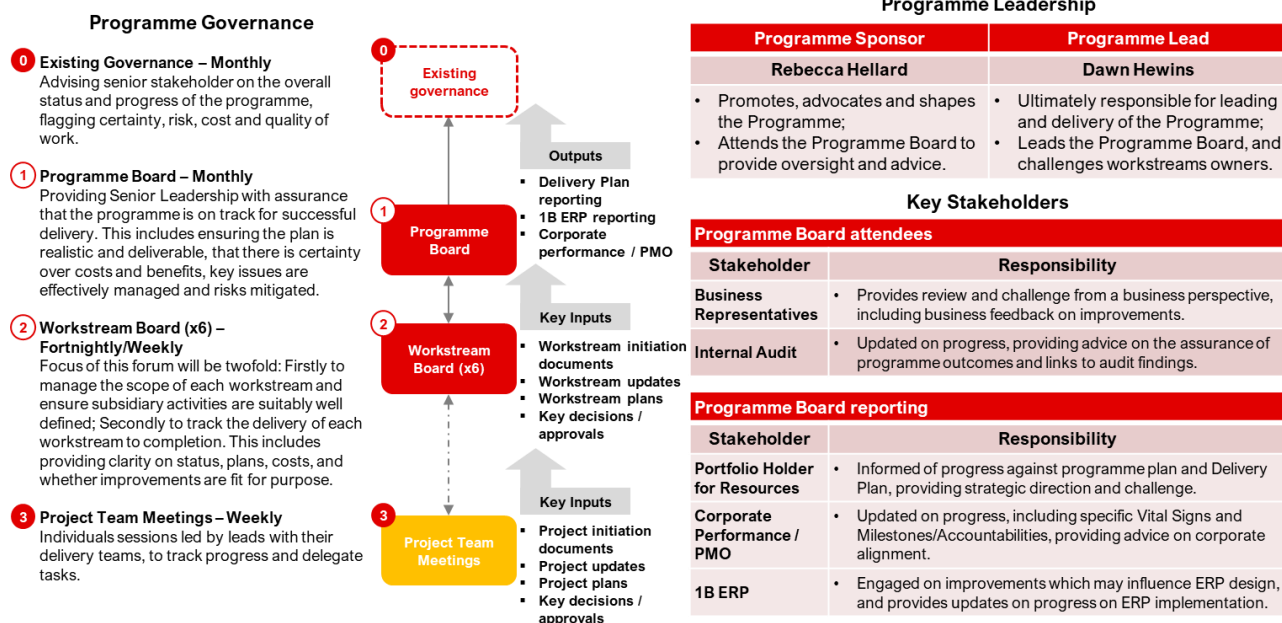 Programme Governance
0 Existing Governance – Monthly
Advising senior stakeholder on the overall
status and progress of the programme,
flagging certainty, risk, cost and quality of
work.
1 Programme Board – Monthly
Providing Senior Leadership with assurance
that the programme is on track for successful
delivery. This includes ensuring the plan is
realistic and deliverable, that there is certainty
over costs and benefits, key issues are
effectively managed and risks mitigated.
2 Workstream Board (x6) –
Fortnightly/Weekly
Focus of this forum will be twofold: Firstly to
manage the scope of each workstream and
ensure subsidiary activities are suitably well
defined; Secondly to track the delivery of each
workstream to completion. This includes
providing clarity on status, plans, costs, and
whether improvements are fit for purpose.
3 Project Team Meetings – Weekly
Individuals sessions led by leads with their
delivery teams, to track progress and delegate
tasks.
0
Existing
governance
Outputs
▪ Delivery Plan
reporting
▪ 1B ERP reporting
▪ Corporate
performance / PMO
1
Programme
Board
Key Inputs
▪ Workstream initiation
documents
▪ Workstream updates
▪ Workstream plans
▪ Key decisions /
approvals
2
Workstream
Board (x6)
Key Inputs
▪ Project initiation
documents
▪ Project updates
▪ Project plans
▪ Key decisions /
approvals
3
Project Team
Meetings
Programme Leadership
Programme Sponsor
Rebecca Hellard
• Promotes, advocates and shapes
the Programme;
• Attends the Programme Board to
provide oversight and advice.
Programme Lead
Dawn Hewins
• Ultimately responsible for leading
and delivery of the Programme;
• Leads the Programme Board, and
challenges workstreams owners.
Key Stakeholders
Programme Board attendees
Stakeholder Responsibility
Business
Representatives
• Provides review and challenge from a business perspective,
including business feedback on improvements.
Internal Audit
• Updated on progress, providing advice on the assurance of
programme outcomes and links to audit findings.
Programme Board reporting
Stakeholder Responsibility
Portfolio Holder
for Resources
• Informed of progress against programme plan and Delivery
Plan, providing strategic direction and challenge.
Corporate
Performance /
PMO
• Updated on progress, including specific Vital Signs and
Milestones/Accountabilities, providing advice on corporate
alignment.
1B ERP
• Engaged on improvements which may influence ERP design,
and provides updates on progress on ERP implementation.